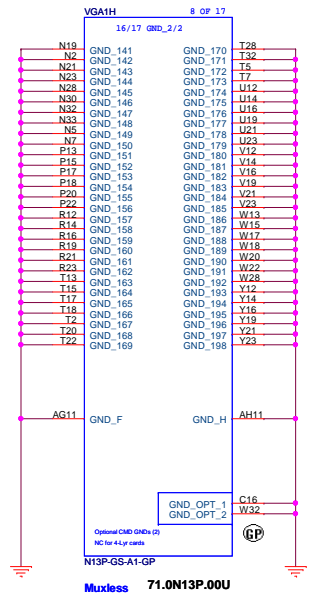 VGA1H 8 OF 17
16/17 GND_2/2
N19 GND_141 GND_170 T28
N2 GND_142 GND_171 T32
N21 GND_143 GND_172 T5
N23 GND_144 GND_173 T7
N28 GND_145 GND_174 U12
N30 GND_146 GND_175 U14
N32 GND_147 GND_176 U16
N33 GND_148 GND_177 U19
N5 GND_149 GND_178 U21
N7 GND_150 GND_179 U23
P13 GND_151 GND_180 V12
P15 GND_152 GND_181 V14
P17 GND_153 GND_182 V16
P18 GND_154 GND_183 V19
P20 GND_155 GND_184 V21
P22 GND_156 GND_185 V23
R12 GND_157 GND_186 W13
R14 GND_158 GND_187 W15
R16 GND_159 GND_188 W17
R19 GND_160 GND_189 W18
R21 GND_161 GND_190 W20
R23 GND_162 GND_191 W22
T13 GND_163 GND_192 W28
T15 GND_164 GND_193 Y12
T17 GND_165 GND_194 Y14
T18 GND_166 GND_195 Y16
T2 GND_167 GND_196 Y19
T20 GND_168 GND_197 Y21
T22 GND_169 GND_198 Y23
AG11 GND_F GND_H AH11
GND_OPT_1 C16
GND_OPT_2 W32
Optional CMD GNDs (2)
NC for 4-Lyr cards
GP
N13P-GS-A1-GP
Muxless 71.0N13P.00U